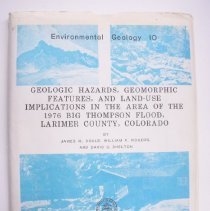 Environmental Geology 10
GEOLOGIC HAZARDS, GEOMORPHIC
FEATURES, AND LAND-USE
IMPLICATIONS IN THE AREA OF THE
1976 BIG THOMPSON FLOOD,
LARIMER COUNTY, COLORADO
BY
JAMES M. SOULE, WILLIAM P. ROGERS,
AND DAVID C. SHELTON